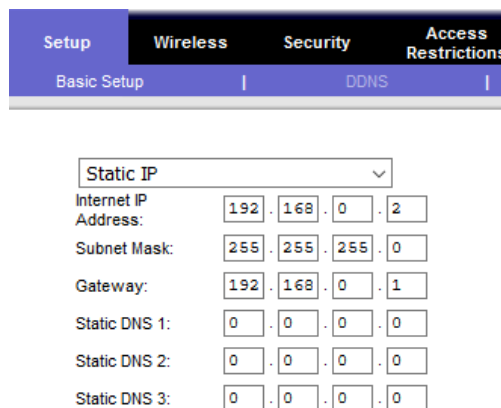 Setup Wireless Security Access Restrictions
Basic Setup | DDNS |
Static IP
Internet IP Address: 192 . 168 . 0 . 2
Subnet Mask: 255 . 255 . 255 . 0
Gateway: 192 . 168 . 0 . 1
Static DNS 1: 0 . 0 . 0 . 0
Static DNS 2: 0 . 0 . 0 . 0
Static DNS 3: 0 . 0 . 0 . 0